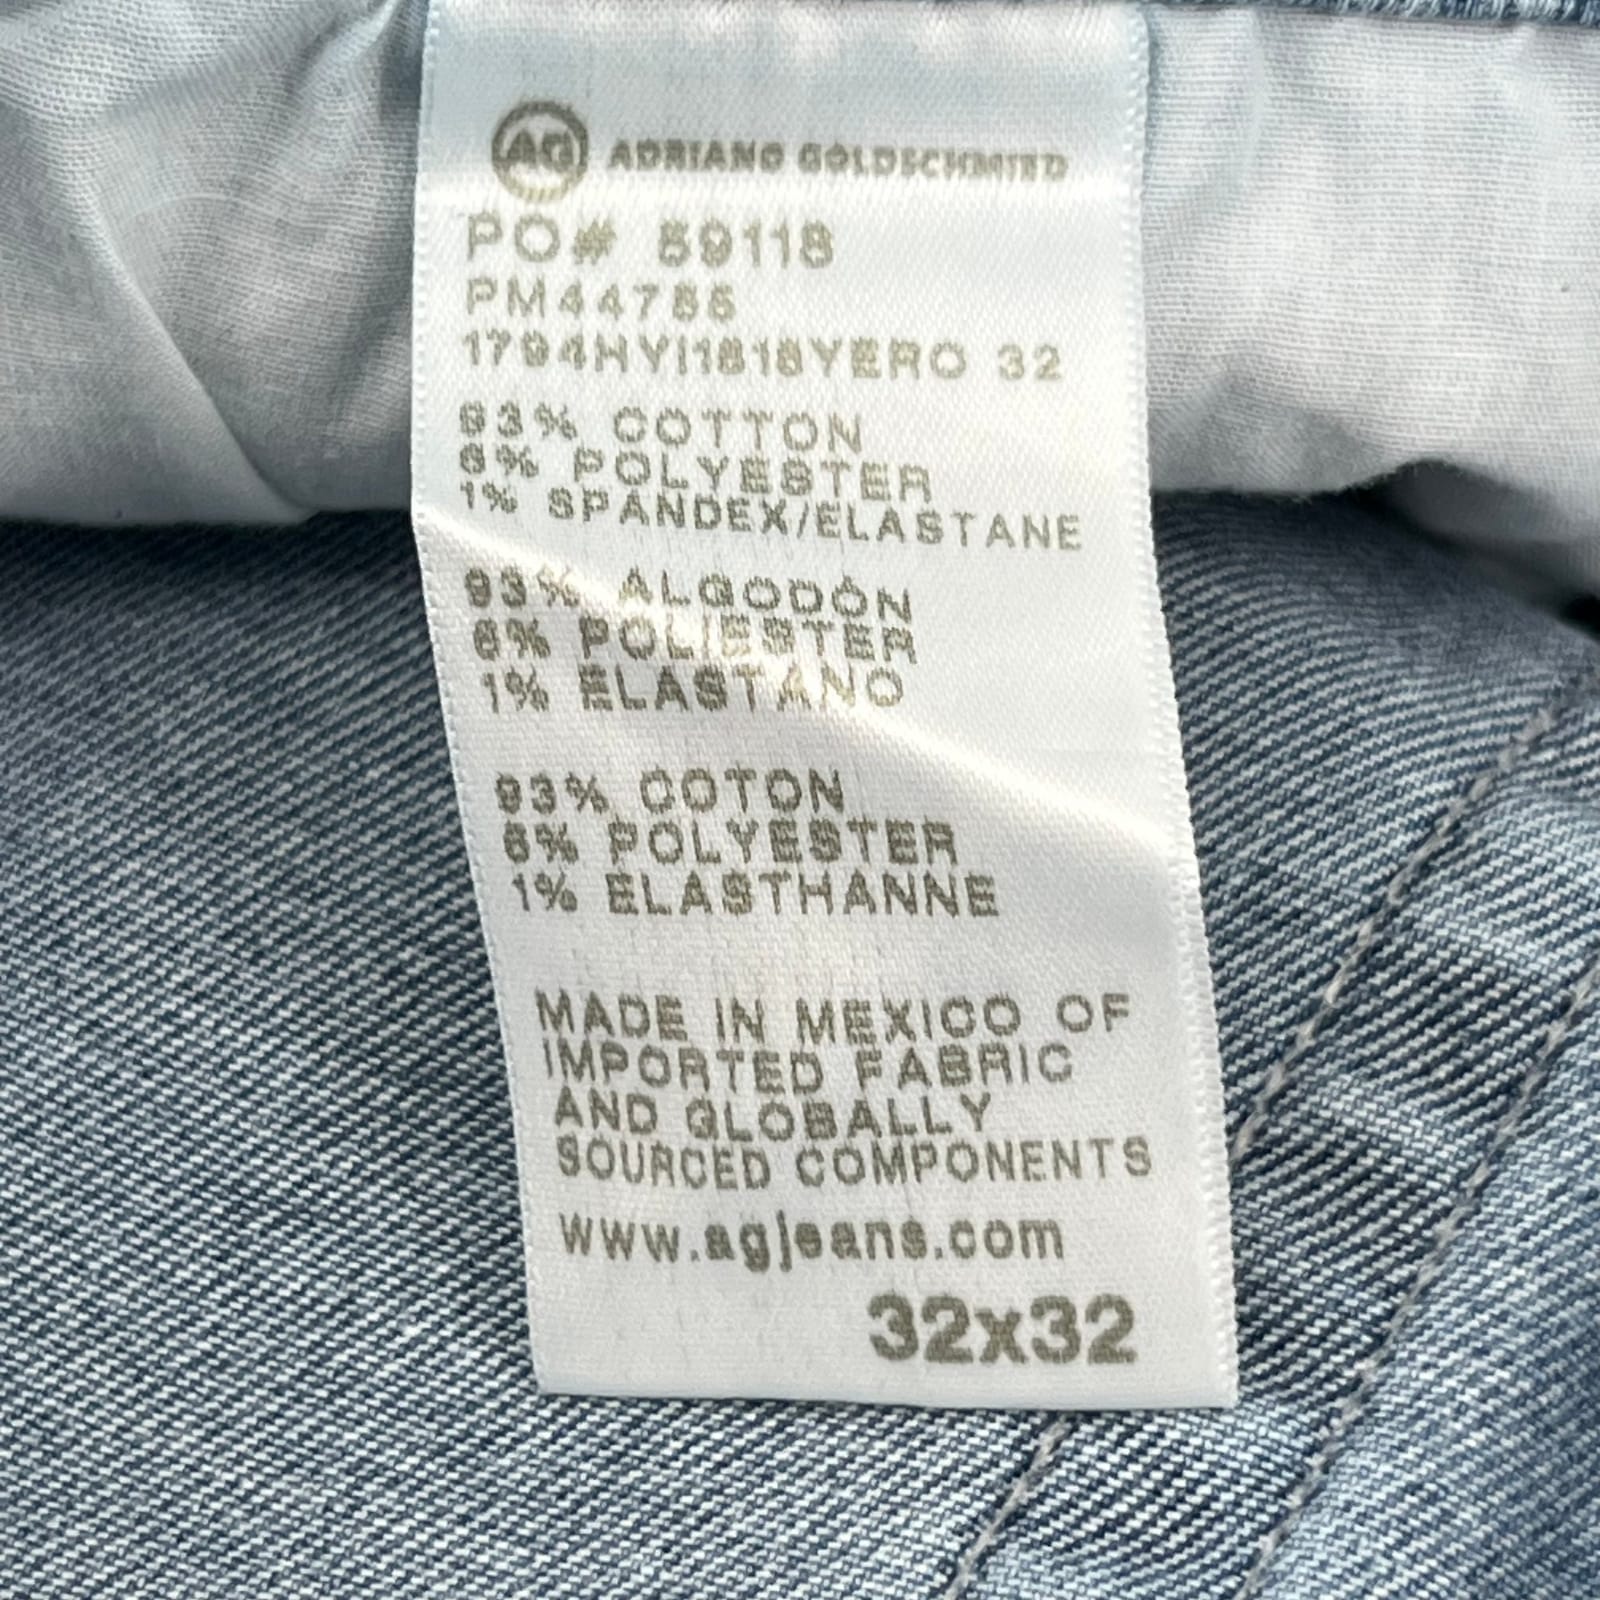 AG ADRIANO GOLDSCHMIED
PO# 59118
PM44785
1794HYI1818YERO 32
93% COTTON
6% POLYESTER
1% SPANDEX/ELASTANE
93% ALGODÓN
6% POLIESTER
1% ELASTANO
93% COTON
6% POLYESTER
1% ELASTHANNE
MADE IN MEXICO OF
IMPORTED FABRIC
AND GLOBALLY
SOURCED COMPONENTS
www.agjeans.com
32x32